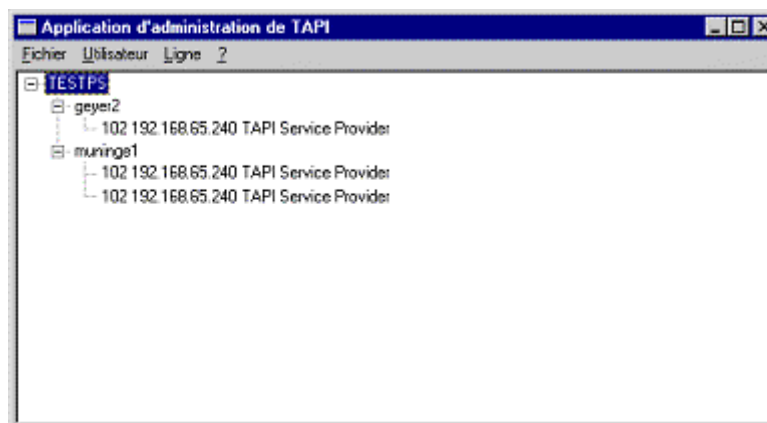 Application d'administration de TAPI
Fichier Utilisateur Ligne ?
TESTPS
geyer2
102 192.168.65.240 TAPI Service Provider
muninge1
102 192.168.65.240 TAPI Service Provider
102 192.168.65.240 TAPI Service Provider